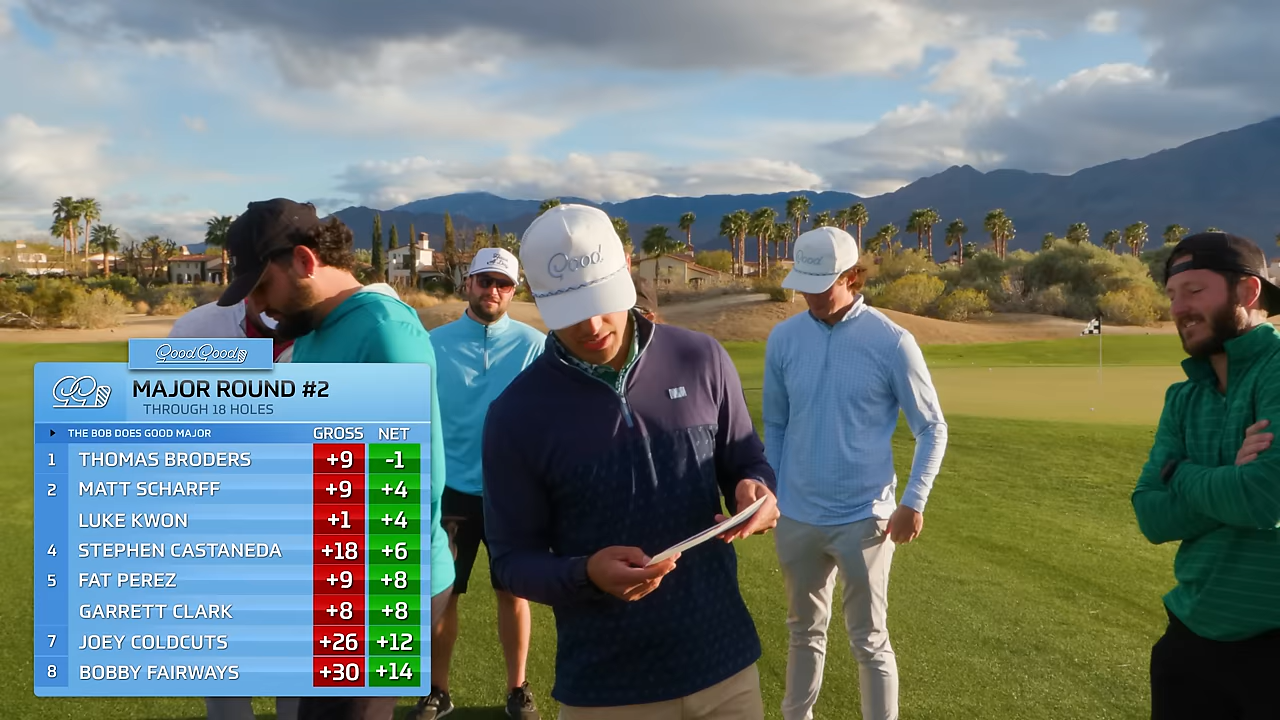 Good
Good
GoodGood
MAJOR ROUND #2
THROUGH 18 HOLES
THE BOB DOES GOOD MAJOR GROSS NET
1 THOMAS BRODERS +9 -1
2 MATT SCHARFF +9 +4
LUKE KWON +1 +4
4 STEPHEN CASTANEDA +18 +6
5 FAT PEREZ +9 +8
GARRETT CLARK +8 +8
7 JOEY COLDCUTS +26 +12
8 BOBBY FAIRWAYS +30 +14